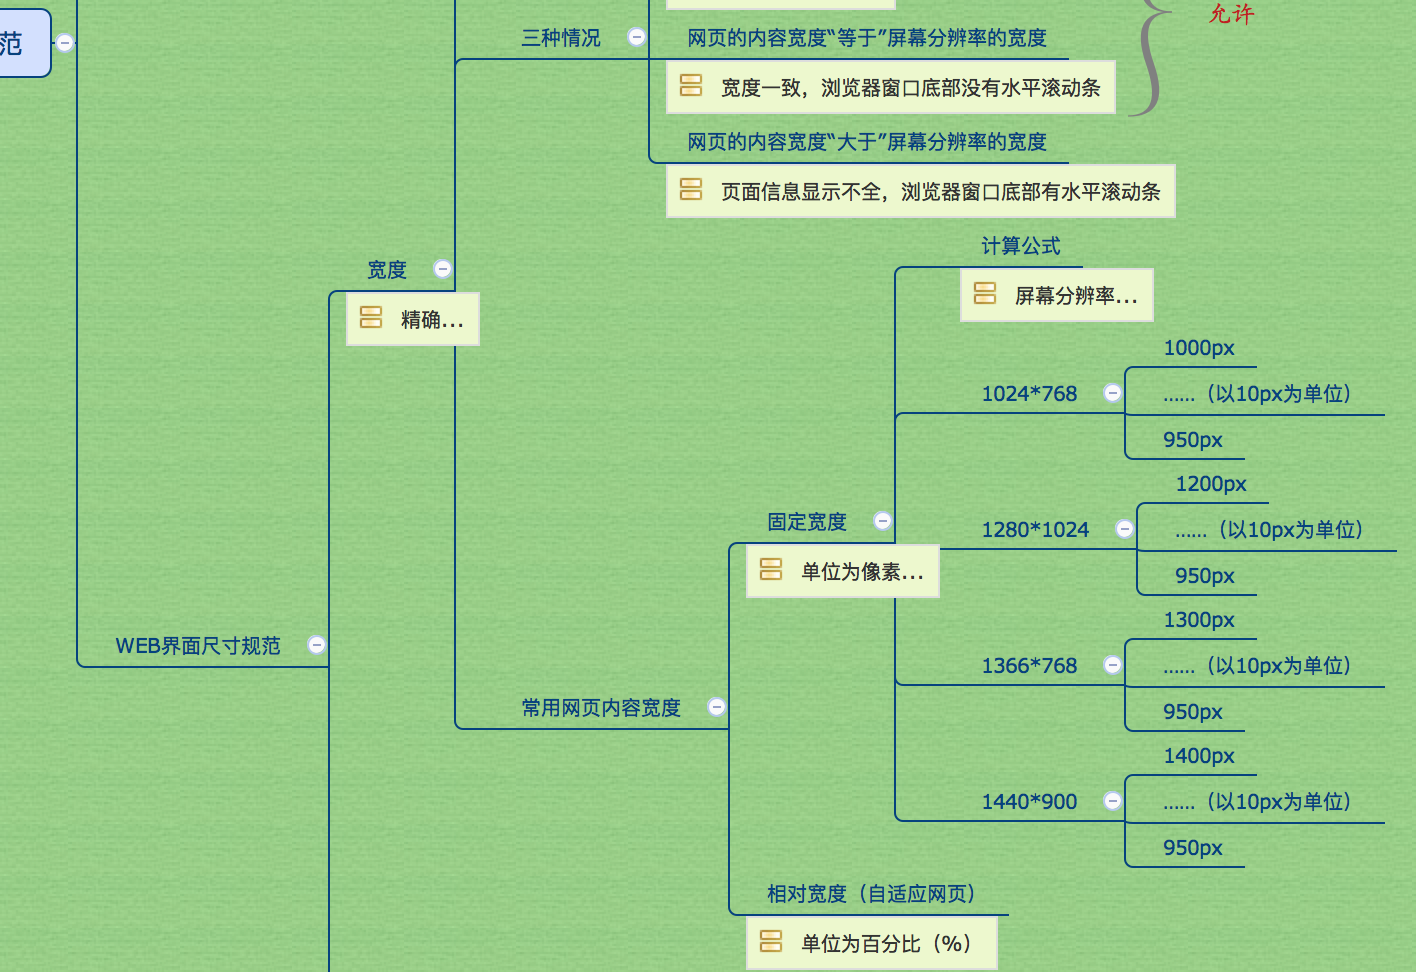 范
允许
三种情况
网页的内容宽度“等于”屏幕分辨率的宽度
宽度一致，浏览器窗口底部没有水平滚动条
网页的内容宽度“大于”屏幕分辨率的宽度
页面信息显示不全，浏览器窗口底部有水平滚动条
宽度
精确...
计算公式
屏幕分辨率...
1024*768
1000px
......（以10px为单位）
950px
固定宽度
单位为像素...
1280*1024
1200px
......（以10px为单位）
950px
WEB界面尺寸规范
1366*768
1300px
......（以10px为单位）
950px
常用网页内容宽度
1440*900
1400px
......（以10px为单位）
950px
相对宽度（自适应网页）
单位为百分比（%）